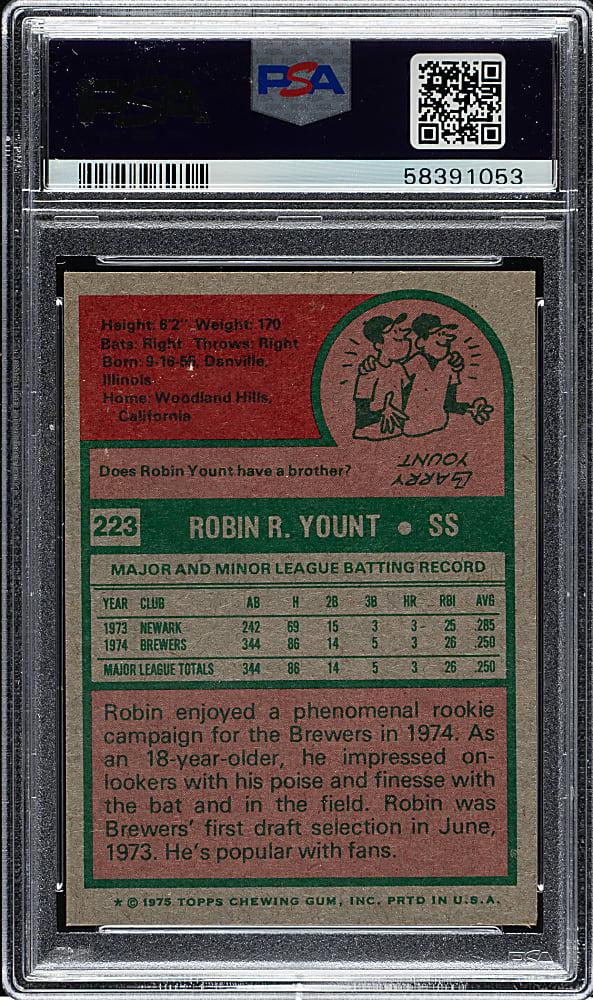 PSA
PSA
58391053
Height: 6'2" Weight: 170
Bats: Right Throws: Right
Born: 9-16-55, Danville,
Illinois
Home: Woodland Hills,
California
Does Robin Yount have a brother?
LARRY
YOUNT
223 ROBIN R. YOUNT • SS
MAJOR AND MINOR LEAGUE BATTING RECORD
YEAR CLUB AB H 2B 3B HR RBI AVG
1973 NEWARK 242 69 15 3 3 25 .285
1974 BREWERS 344 86 14 5 3 26 .250
MAJOR LEAGUE TOTALS 344 86 14 5 3 26 .250
Robin enjoyed a phenomenal rookie
campaign for the Brewers in 1974. As
an 18-year-older, he impressed on-
lookers with his poise and finesse with
the bat and in the field. Robin was
Brewers' first draft selection in June,
1973. He's popular with fans.
* © 1975 TOPPS CHEWING GUM, INC. PRTD IN U.S.A.
PSA